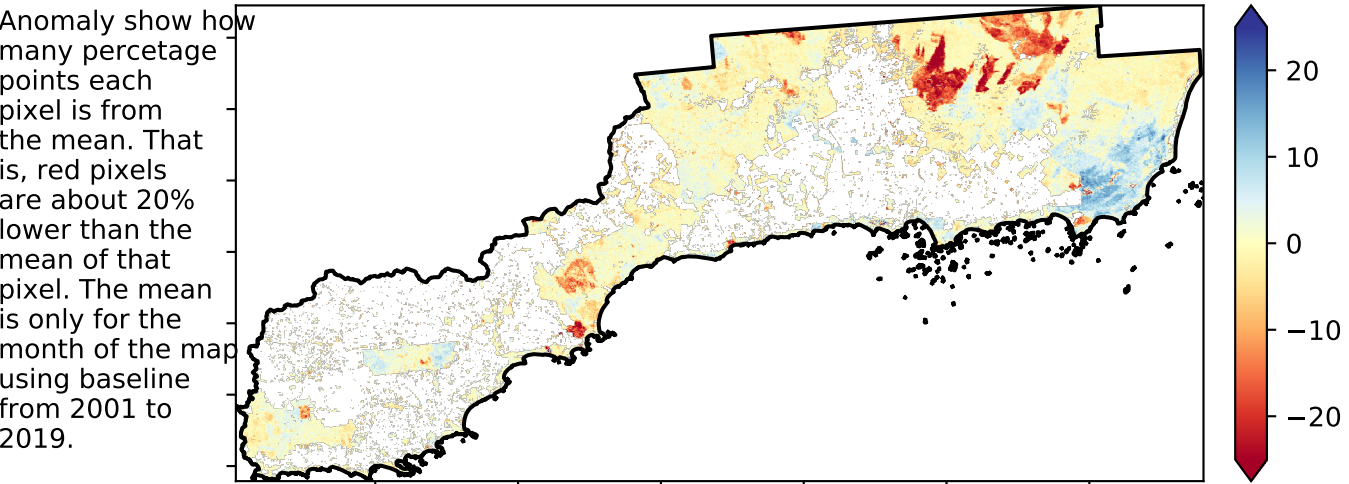 Anomaly show how
many percetage
points each
pixel is from
the mean. That
is, red pixels
are about 20%
lower than the
mean of that
pixel. The mean
is only for the
month of the map
using baseline
from 2001 to
2019.
20
10
0
−10
−20